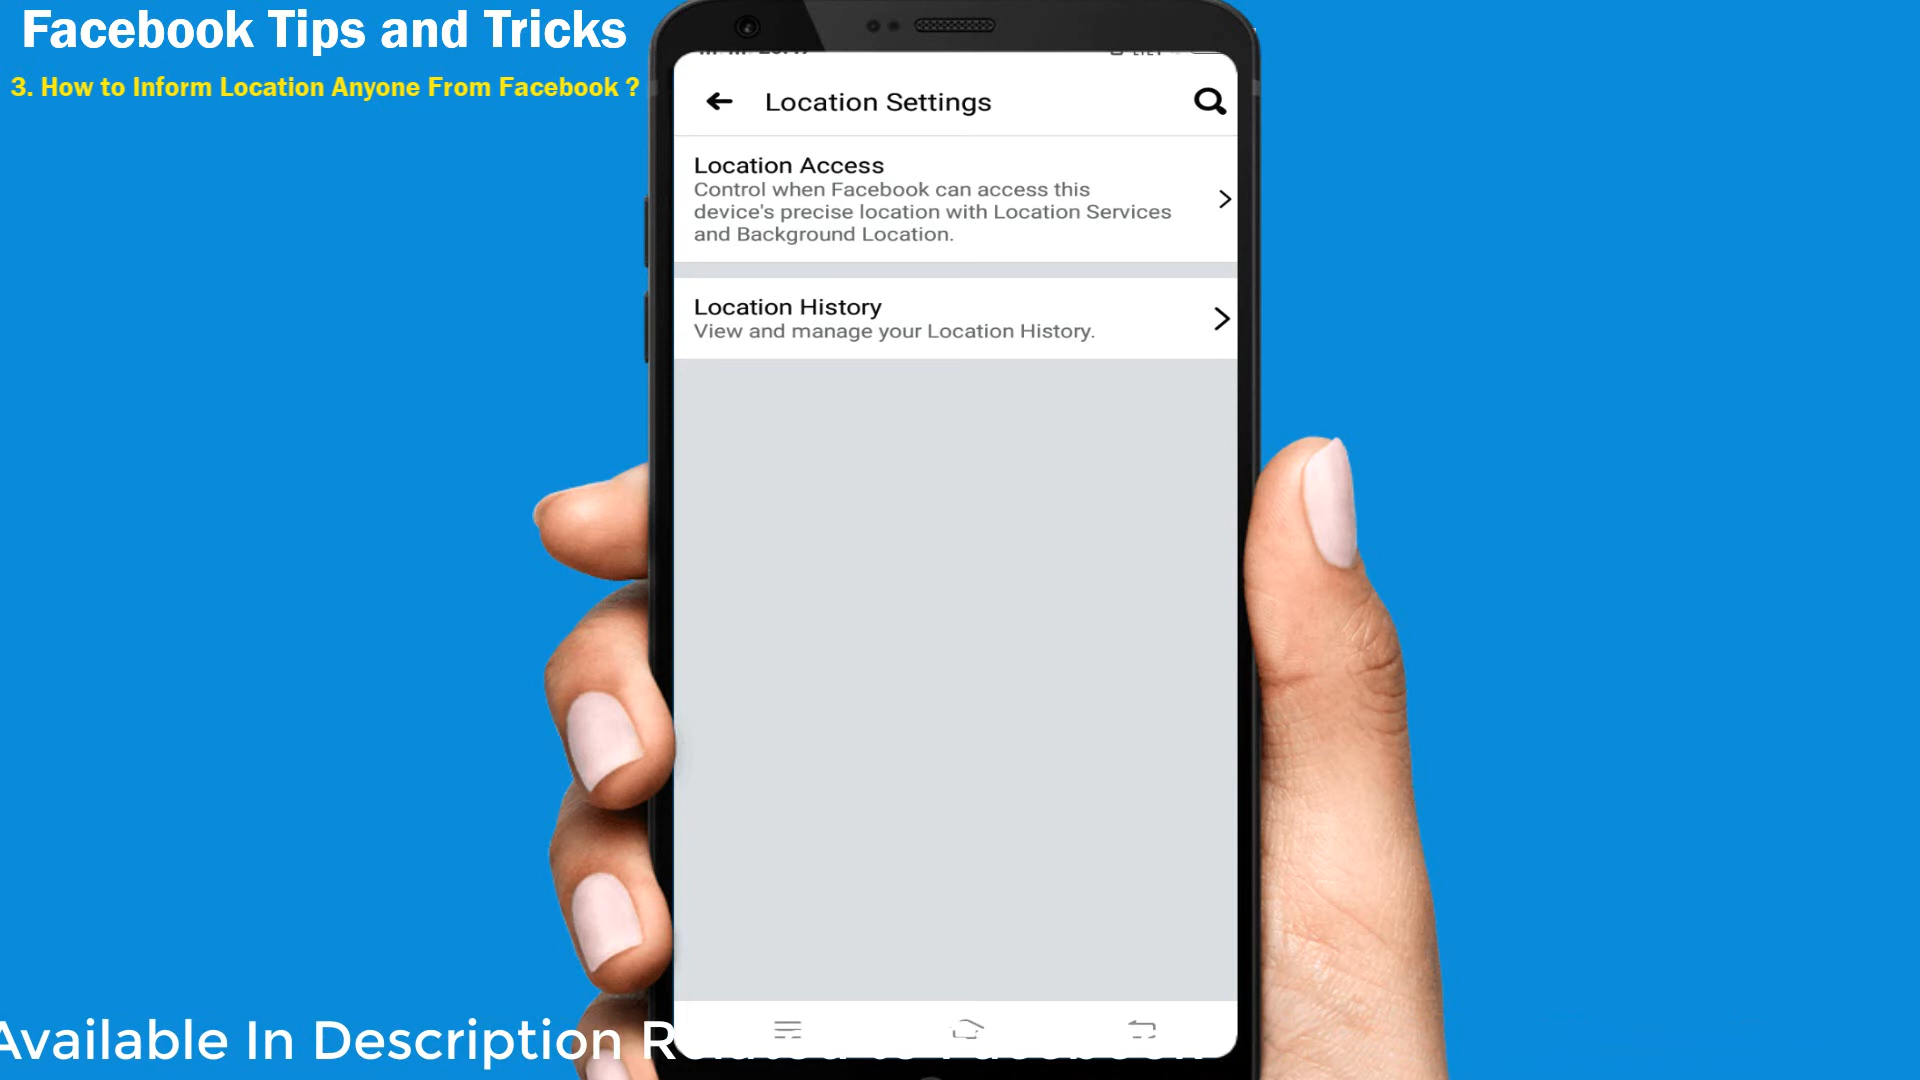 Facebook Tips and Tricks
3. How to Inform Location Anyone From Facebook ?
Location Settings
Location Access
Control when Facebook can access this
device's precise location with Location Services
and Background Location.
Location History
View and manage your Location History.
Available In Description